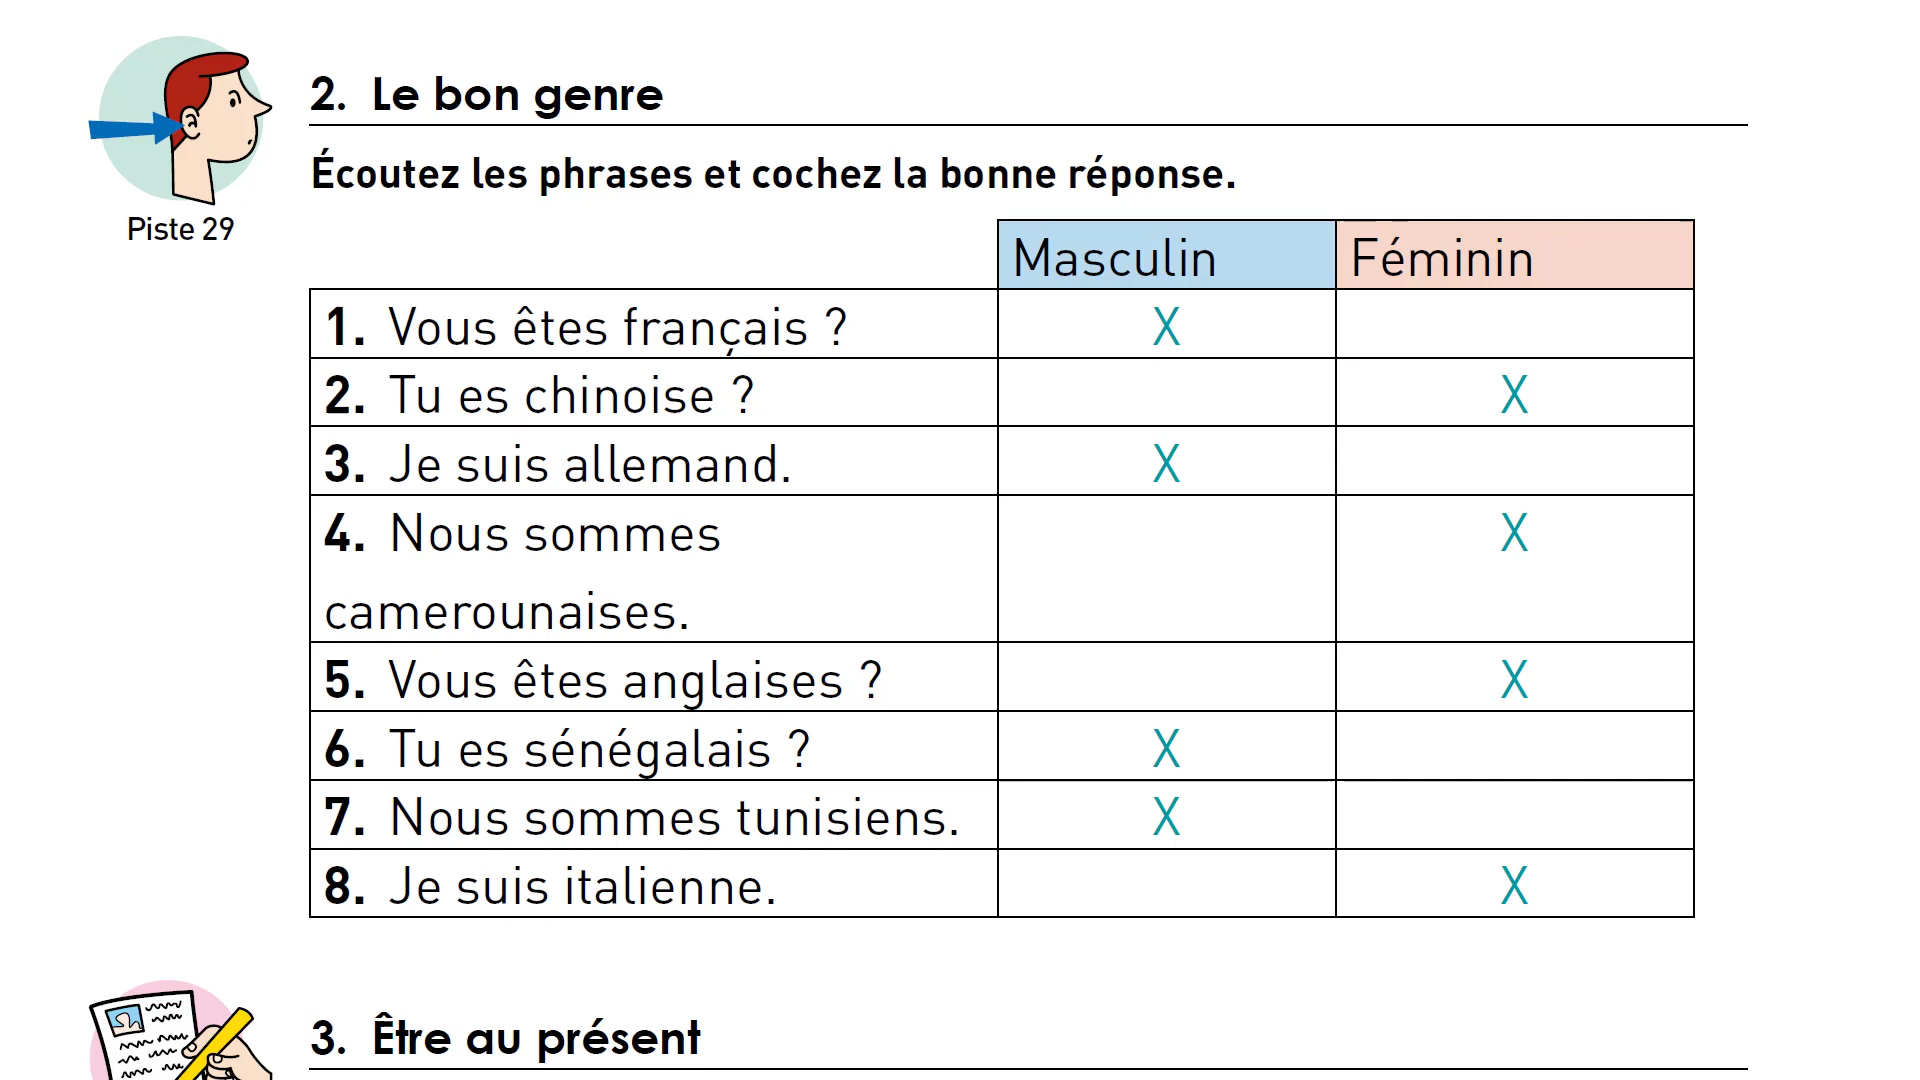 2. Le bon genre
Écoutez les phrases et cochez la bonne réponse.
Piste 29
Masculin Féminin
1. Vous êtes français ? X
2. Tu es chinoise ? X
3. Je suis allemand. X
4. Nous sommes X
camerounaises.
5. Vous êtes anglaises ? X
6. Tu es sénégalais ? X
7. Nous sommes tunisiens. X
8. Je suis italienne. X
3. Être au présent